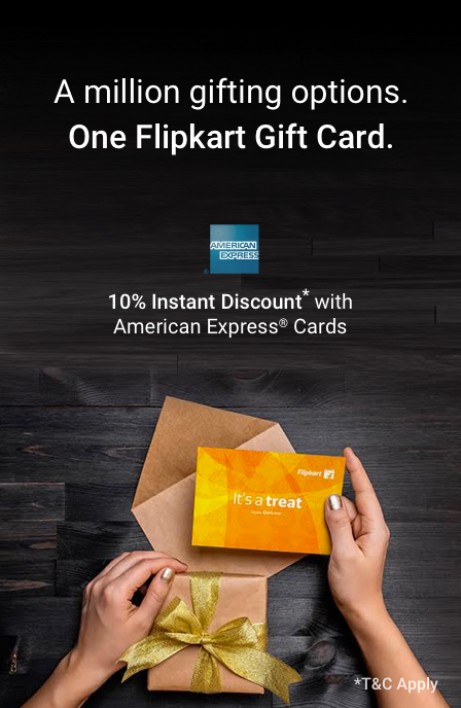 A million gifting options.
One Flipkart Gift Card.
AMERICAN
EXPRESS
10% Instant Discount* with
American Express® Cards
Flipkart
It's a treat
*T&C Apply